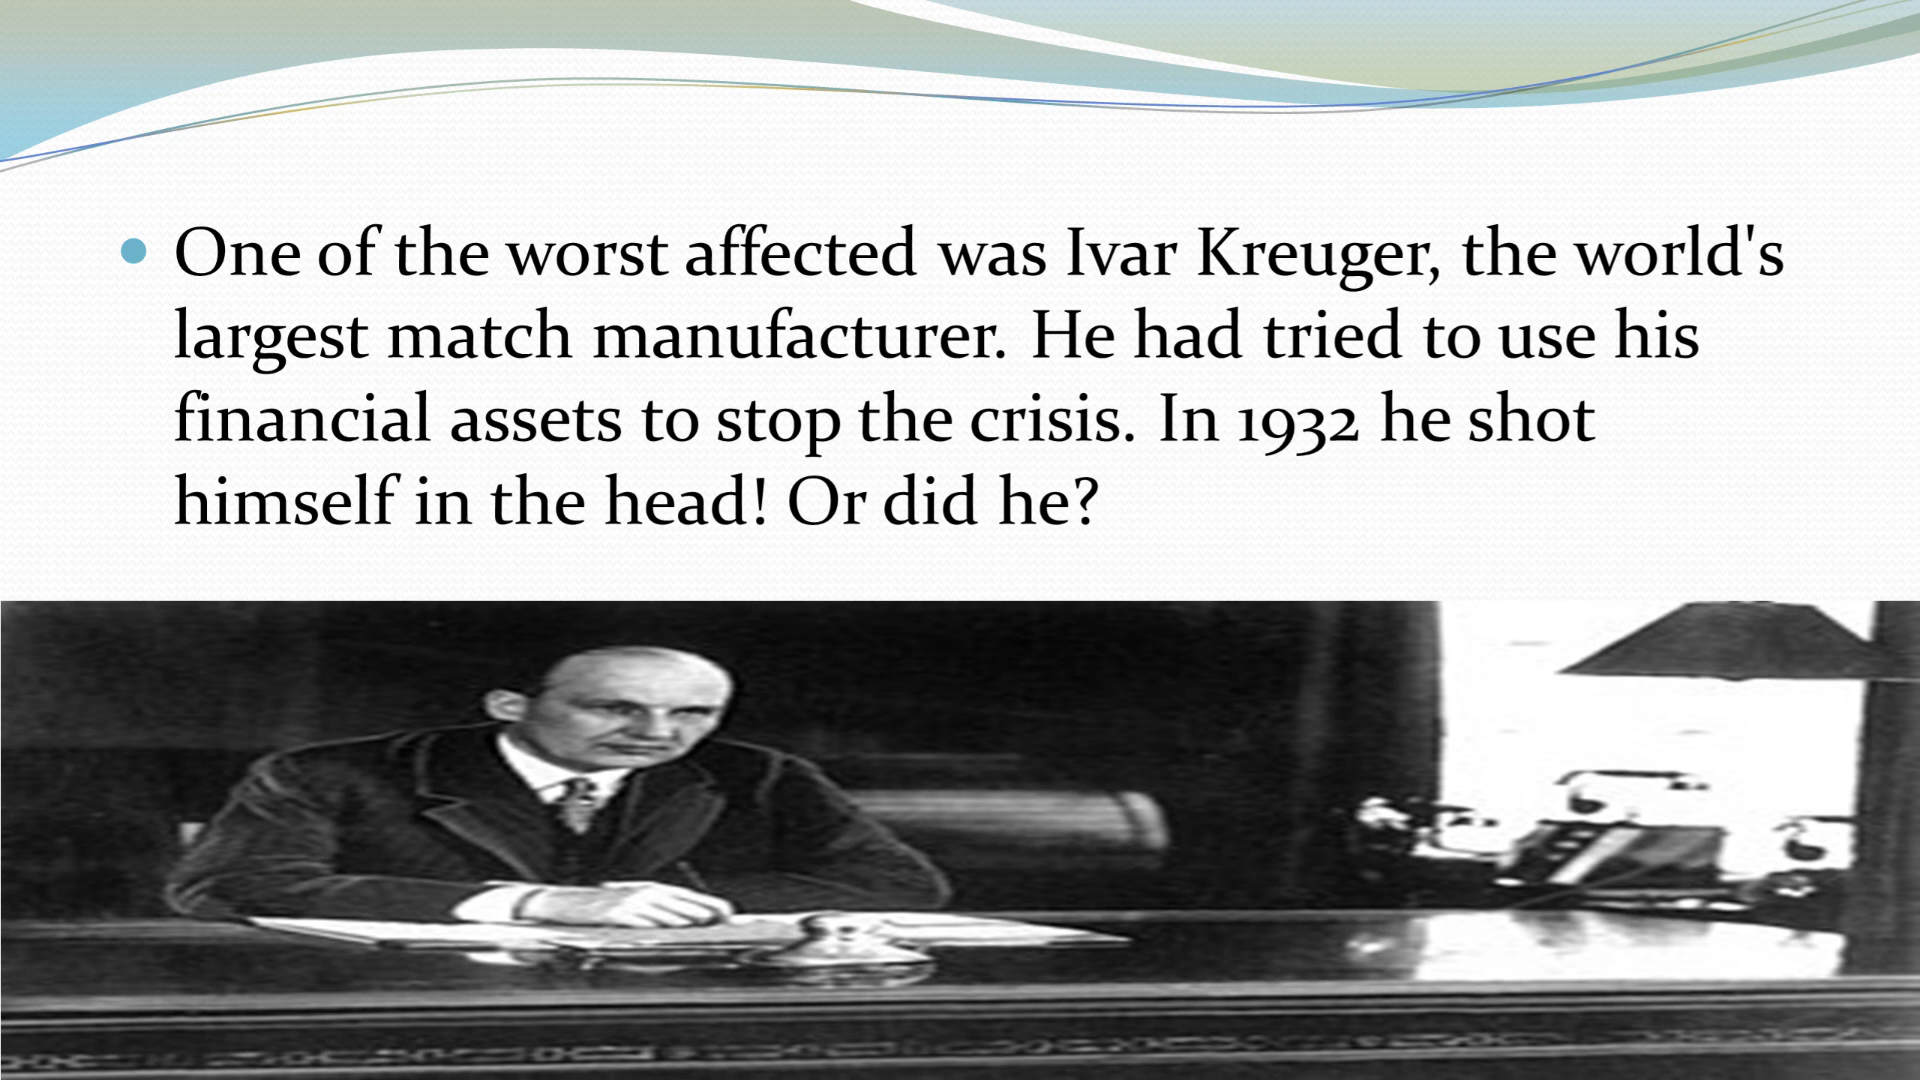 One of the worst affected was Ivar Kreuger, the world's
largest match manufacturer. He had tried to use his
financial assets to stop the crisis. In 1932 he shot
himself in the head! Or did he?